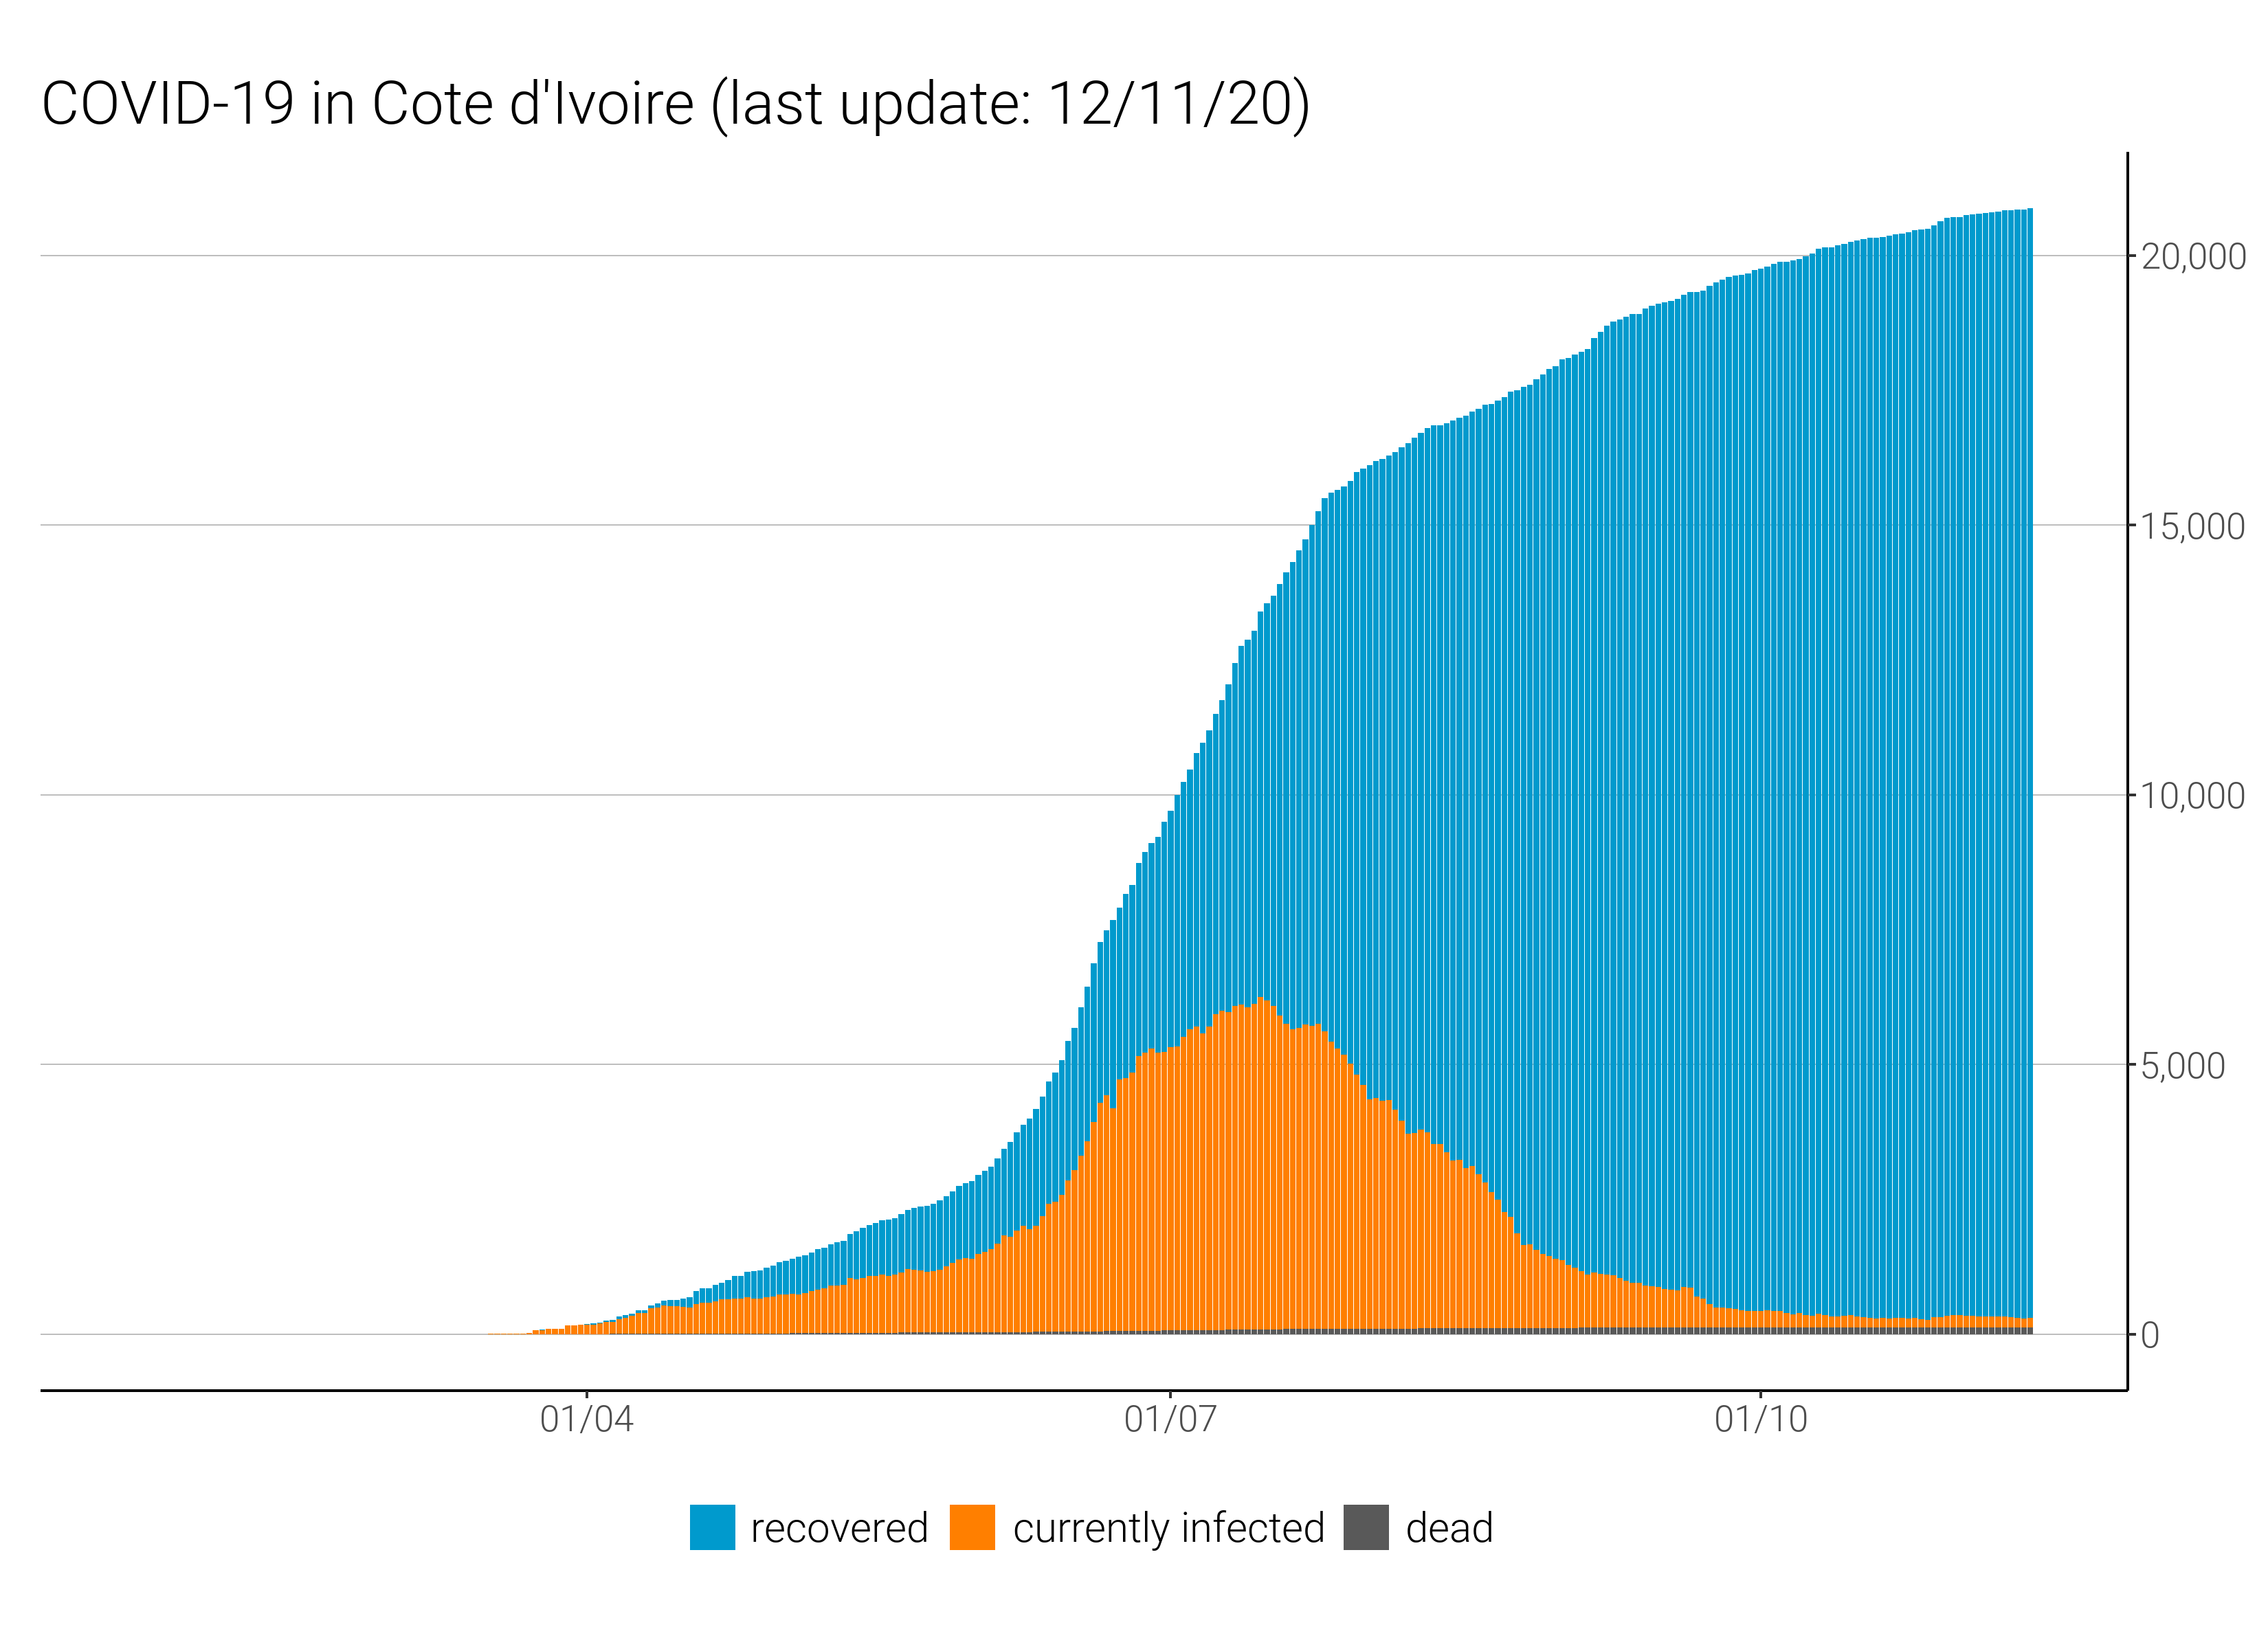 COVID-19 in Cote d'Ivoire (last update: 12/11/20)
20,000
15,000
10,000
5,000
0
01/04 01/07 01/10
recovered currently infected dead